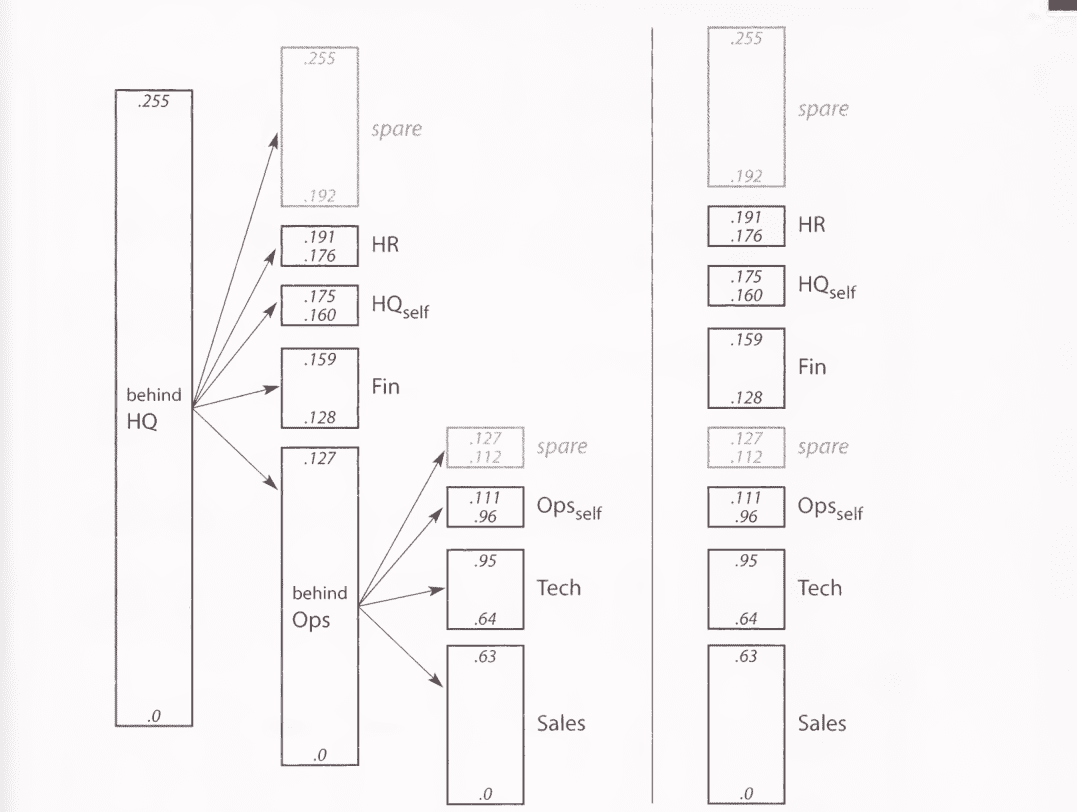 .255
behind
HQ
.0
.255
spare
.192
.191
.176
HR
.175
.160
HQself
.159
Fin
.128
.127
behind
Ops
.0
.127
.112
spare
.111
.96
Opsself
.95
Tech
.64
.63
Sales
.0
.255
spare
.192
.191
.176
HR
.175
.160
HQself
.159
Fin
.128
.127
.112
spare
.111
.96
Opsself
.95
Tech
.64
.63
Sales
.0